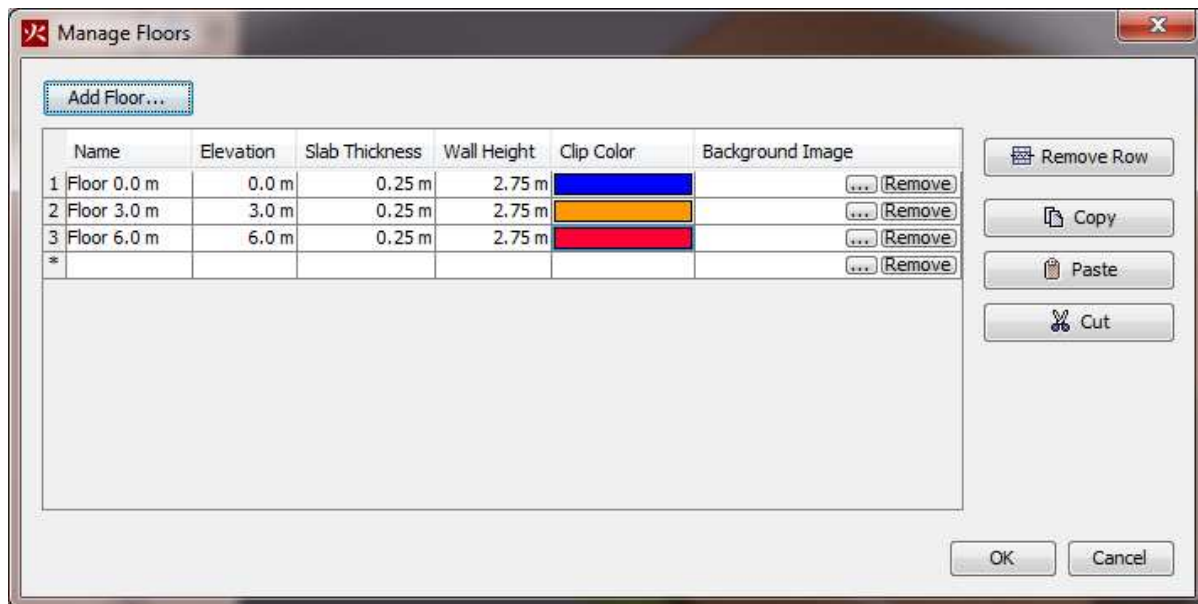 火 Manage Floors
Add Floor...
Name Elevation Slab Thickness Wall Height Clip Color Background Image
1 Floor 0.0 m 0.0 m 0.25 m 2.75 m ... Remove
2 Floor 3.0 m 3.0 m 0.25 m 2.75 m ... Remove
3 Floor 6.0 m 6.0 m 0.25 m 2.75 m ... Remove
* ... Remove
Remove Row
Copy
Paste
Cut
OK Cancel